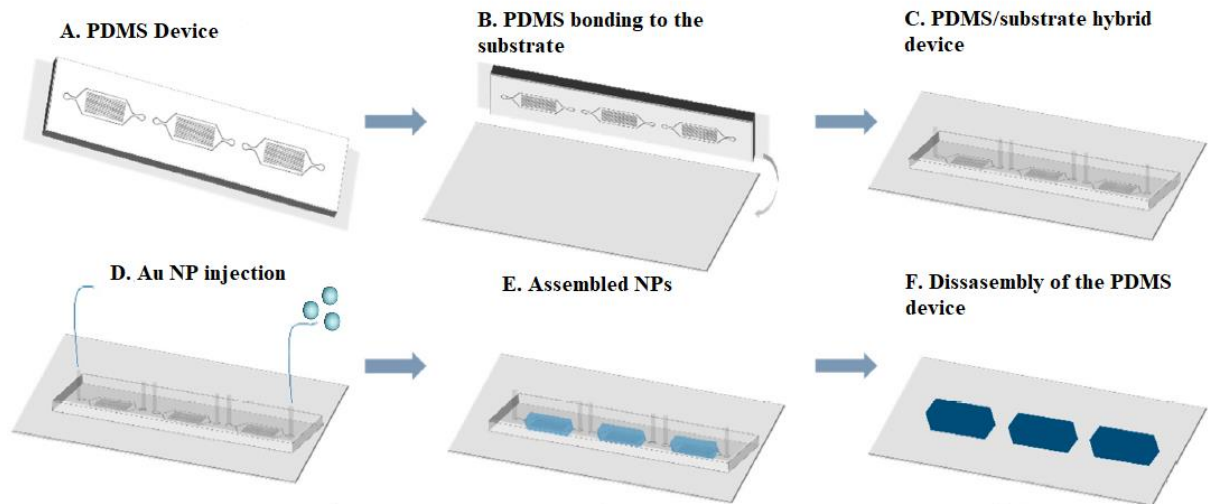 A. PDMS Device
B. PDMS bonding to the
substrate
C. PDMS/substrate hybrid
device
D. Au NP injection
E. Assembled NPs
F. Dissasembly of the PDMS
device